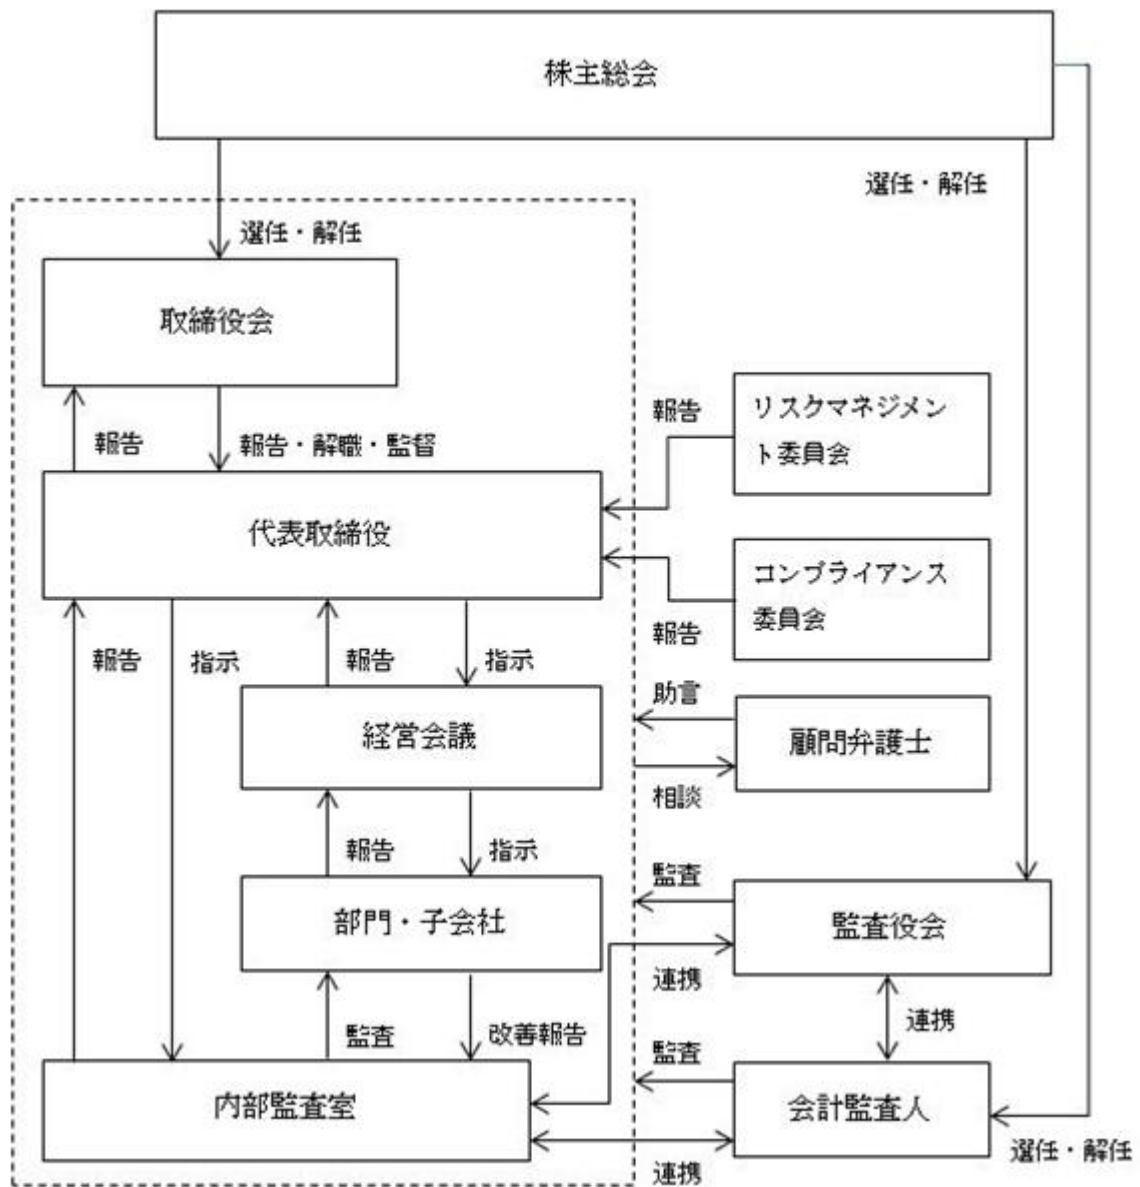 株主総会
選任・解任
選任・解任
取締役会
報告
報告・解職・監督
報告
リスクマネジメン
ト委員会
代表取締役
コンプライアンス
委員会
報告
報告
指示
報告
指示
助言
経営会議
顧問弁護士
相談
報告
指示
監査
部門・子会社
監査役会
連携
監査
改善報告
連携
監査
内部監査室
会計監査人
選任・解任
連携